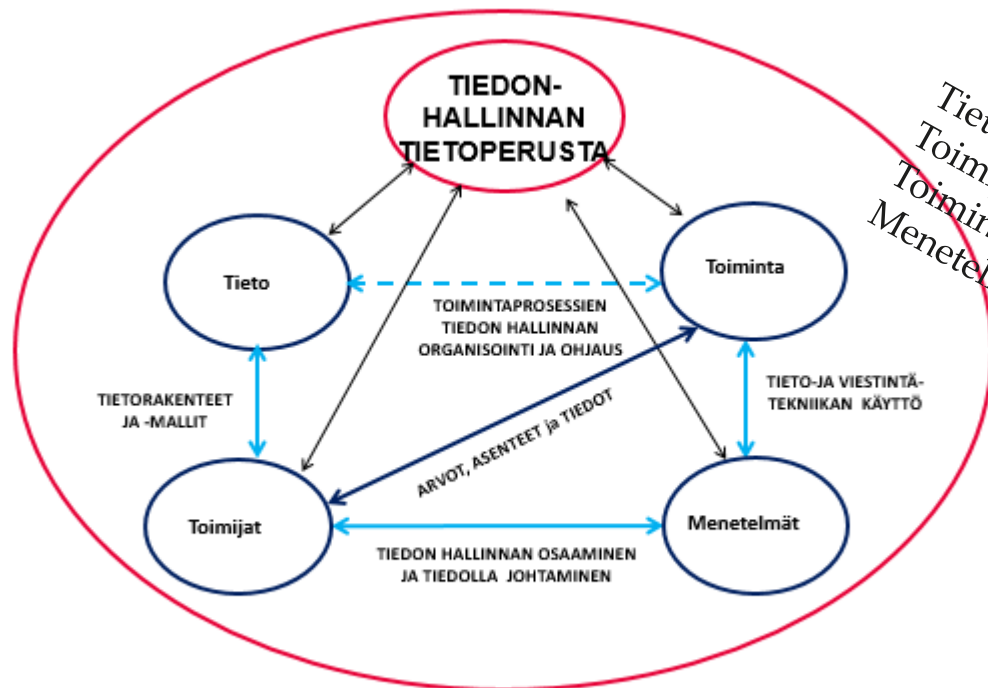 TIEDON-
HALLINNAN
TIETOPERUSTA
Tieto
Toiminta
TOIMINTAPROSESSIEN
TIEDON HALLINNAN
ORGANISOINTI JA OHJAUS
TIETORAKENTEET
JA -MALLIT
TIETO-JA VIESTINTÄ-
TEKNIIKAN KÄYTTÖ
ARVOT, ASENTEET ja TIEDOT
Toimijat
Menetelmät
TIEDON HALLINNAN OSAAMINEN
JA TIEDOLLA JOHTAMINEN